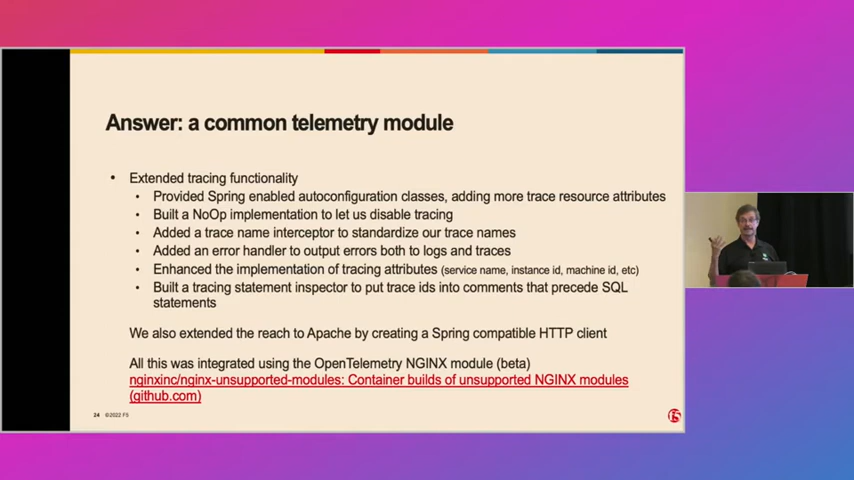 Answer: a common telemetry module
• Extended tracing functionality
• Provided Spring enabled autoconfiguration classes, adding more trace resource attributes
• Built a NoOp implementation to let us disable tracing
• Added a trace name interceptor to standardize our trace names
• Added an error handler to output errors both to logs and traces
• Enhanced the implementation of tracing attributes (service name, instance id, machine id, etc)
• Built a tracing statement inspector to put trace ids into comments that precede SQL
statements
We also extended the reach to Apache by creating a Spring compatible HTTP client
All this was integrated using the OpenTelemetry NGINX module (beta)
nginxinc/nginx-unsupported-modules: Container builds of unsupported NGINX modules
(github.com)
24 ©2022 F5
f5